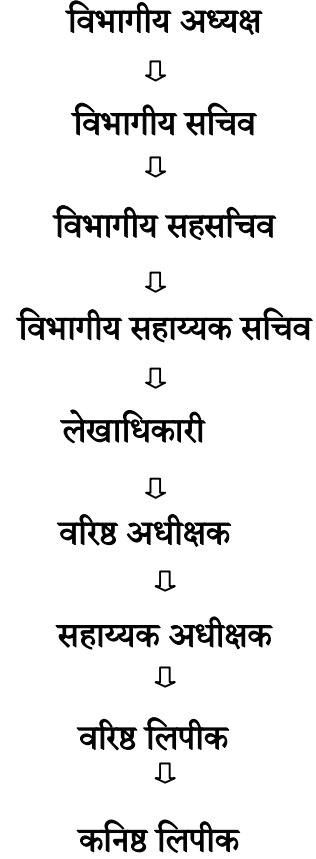 विभागीय अध्यक्ष
विभागीय सचिव
विभागीय सहसचिव
विभागीय सहाय्यक सचिव
लेखाधिकारी
वरिष्ठ अधीक्षक
सहाय्यक अधीक्षक
वरिष्ठ लिपीक
कनिष्ठ लिपीक